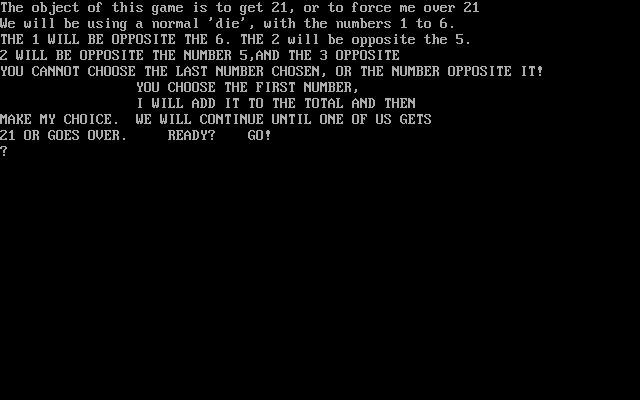 The object of this game is to get 21, or to force me over 21
We will be using a normal 'die', with the numbers 1 to 6.
THE 1 WILL BE OPPOSITE THE 6. THE 2 will be opposite the 5.
2 WILL BE OPPOSITE THE NUMBER 5,AND THE 3 OPPOSITE
YOU CANNOT CHOOSE THE LAST NUMBER CHOSEN, OR THE NUMBER OPPOSITE IT!
YOU CHOOSE THE FIRST NUMBER,
I WILL ADD IT TO THE TOTAL AND THEN
MAKE MY CHOICE.  WE WILL CONTINUE UNTIL ONE OF US GETS
21 OR GOES OVER.     READY?    GO!
?